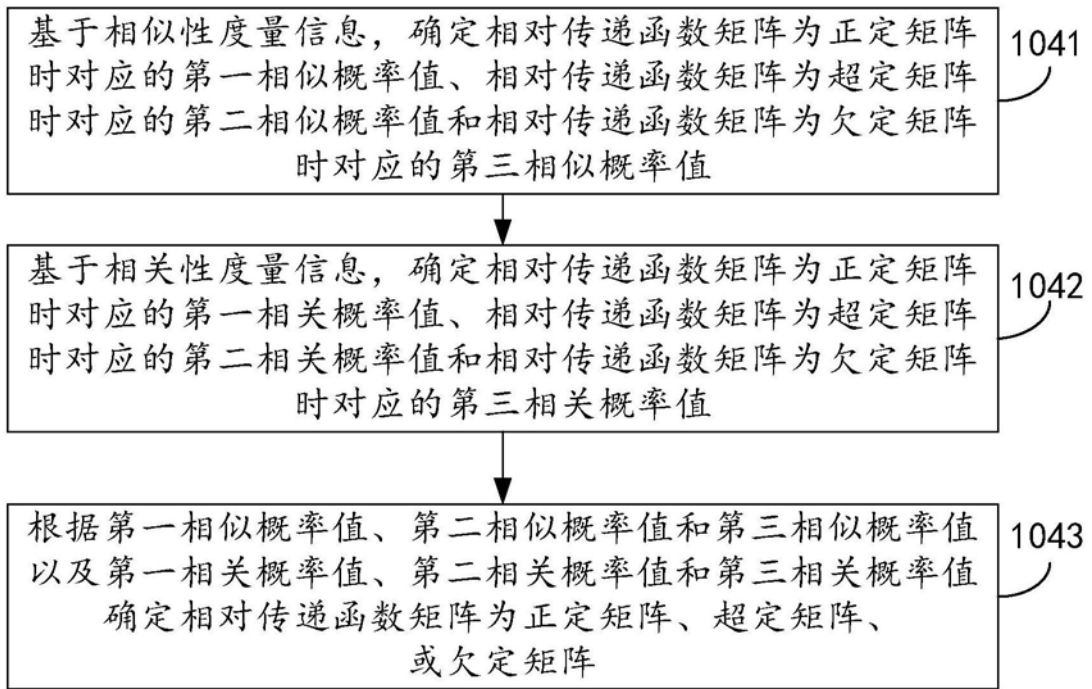 基于相似性度量信息，确定相对传递函数矩阵为正定矩阵
时对应的第一相似概率值、相对传递函数矩阵为超定矩阵
时对应的第二相似概率值和相对传递函数矩阵为欠定矩阵
时对应的第三相似概率值
1041
基于相关性度量信息，确定相对传递函数矩阵为正定矩阵
时对应的第一相关概率值、相对传递函数矩阵为超定矩阵
时对应的第二相关概率值和相对传递函数矩阵为欠定矩阵
时对应的第三相关概率值
1042
根据第一相似概率值、第二相似概率值和第三相似概率值
以及第一相关概率值、第二相关概率值和第三相关概率值
确定相对传递函数矩阵为正定矩阵、超定矩阵、
或欠定矩阵
1043